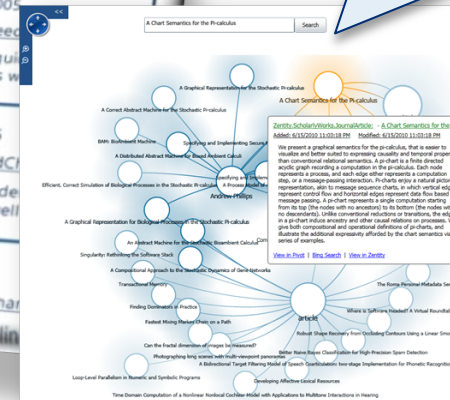 <<
A Chart Semantics for the Pi-calculus
Search
A Graphical Representation for the Stochastic Pi-calculus
A Chart Semantics for the Pi-calculus
A Correct Abstract Machine for the Stochastic Pi-calculus
Zentity.ScholarlyWorks.JournalArticle: - A Chart Semantics for the
Added: 6/15/2010 11:03:18 PM Modified: 6/15/2010 11:03:18 PM
We present a graphical semantics for the pi-calculus, that is easier to
visualize and better suited to expressing causality and temporal proper
than conventional relational semantics. A pi-chart is a finite directed
acyclic graph recording a computation in the pi-calculus. Each node
represents a process, and each edge either represents a computation
step, or a message-passing interaction. Pi-charts enjoy a natural pictor
representation, akin to message sequence charts, in which vertical edg
represent control flow and horizontal edges represent data flow based
message passing. A pi-chart represents a single computation starting
from its top (the nodes with no ancestors) to its bottom (the nodes wit
no descendants). Unlike conventional reductions or transitions, the edg
in a pi-chart induce ancestry and other causal relations on processes. W
give both compositional and operational definitions of pi-charts, and
illustrate the additional expressivity afforded by the chart semantics via
series of examples.
View in Pivot | Bing Search | View in Zentity
BAM: BioAmbient Machine
Specifying and Implementing Secure
A Distributed Abstract Machine for Boxed Ambient Calculi
Specifying and Implem
Efficient, Correct Simulation of Biological Processes in the Stochastic Pi-calculus
A Process Model of
Andrew Phillips
A Graphical Representation for Biological Processes in the Stochastic Pi-calculus
An Abstract Machine for the Stochastic Bioambient Calculus
Com
Singularity: Rethinking the Software Stack
A Compositional Approach to the Stochastic Dynamics of Gene Networks
Transactional Memory
The Roma Personal Metadata Ser
Finding Dominators in Practice
Where is Software Headed? A Virtual Roundtabl
article
Fastest Mixing Markov Chain on a Path
Robust Shape Recovery from Occluding Contours Using a Linear Smo
Can the fractal dimension of images be measured?
Better Naive Bayes Classification for High-Precision Spam Detection
Photographing long scenes with multi-viewpoint panoramas
A Bidirectional Target Filtering Model of Speech Coarticulation: two-stage Implementation for Phonetic Recognitio
Loop-Level Parallelism in Numeric and Symbolic Programs
Developing Affective Lexical Resources
Time Domain Computation of a Nonlinear Nonlocal Cochlear Model with Applications to Multitone Interactions in Hearing